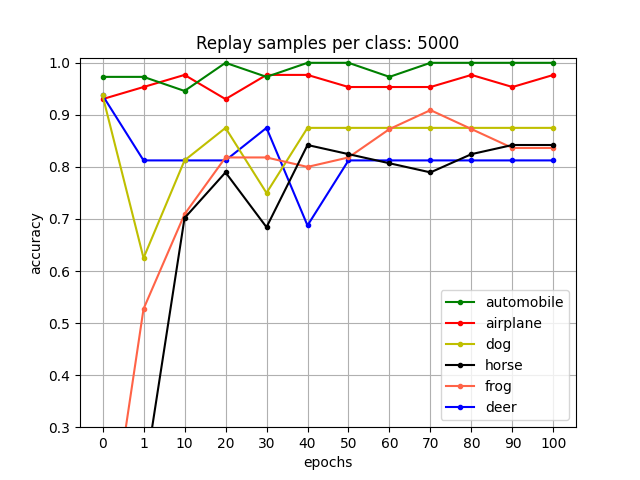 Replay samples per class: 5000
1.0
0.9
0.8
0.7
0.6
0.5
0.4
0.3
accuracy
automobile
airplane
dog
horse
frog
deer
0 1 10 20 30 40 50 60 70 80 90 100
epochs